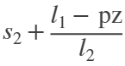 s₂ + (l₁ − pz) / l₂